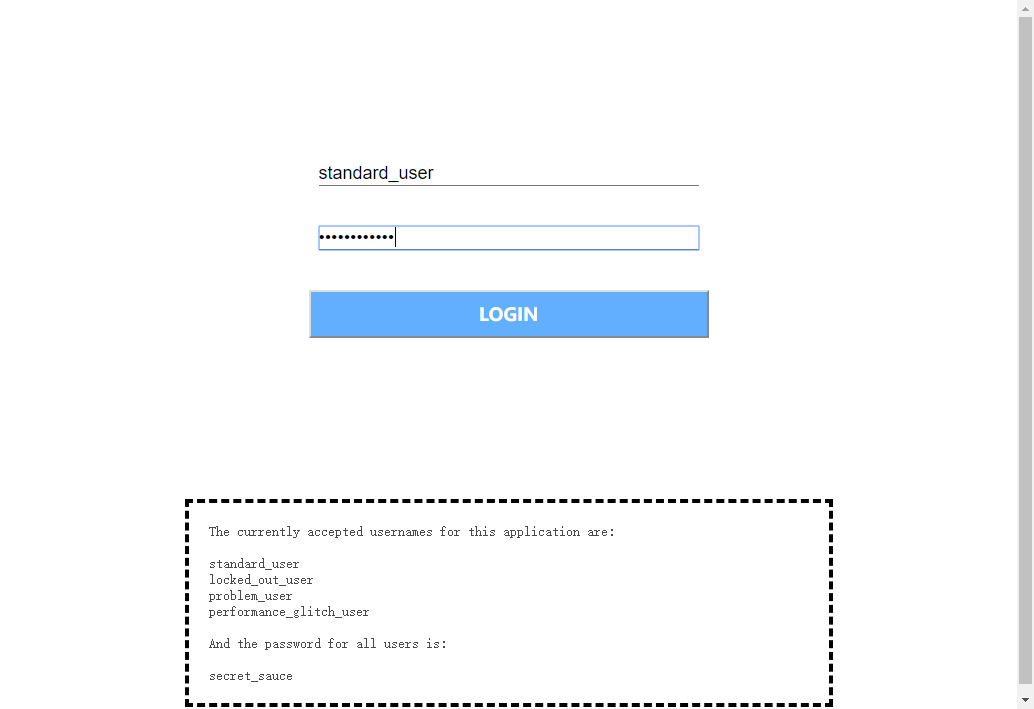 standard_user
••••••••••••
LOGIN
The currently accepted usernames for this application are:
standard_user
locked_out_user
problem_user
performance_glitch_user
And the password for all users is:
secret_sauce